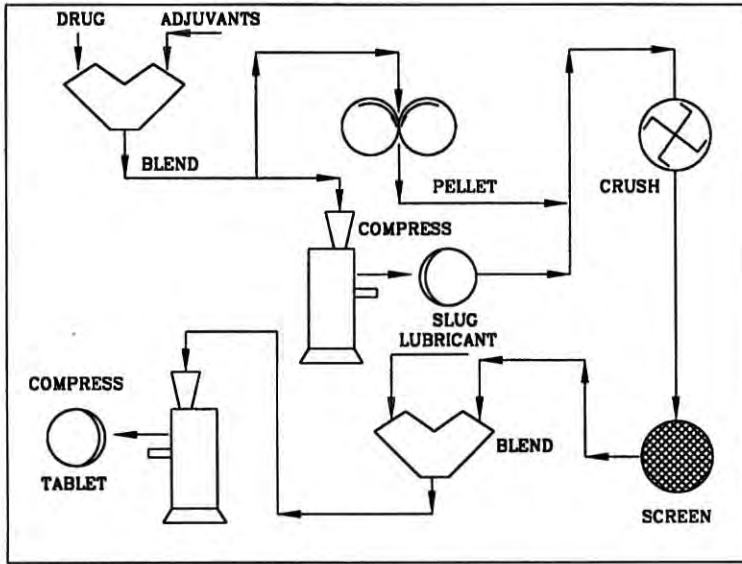 DRUG
ADJUVANTS
BLEND
PELLET
CRUSH
COMPRESS
SLUG
LUBRICANT
COMPRESS
BLEND
TABLET
SCREEN